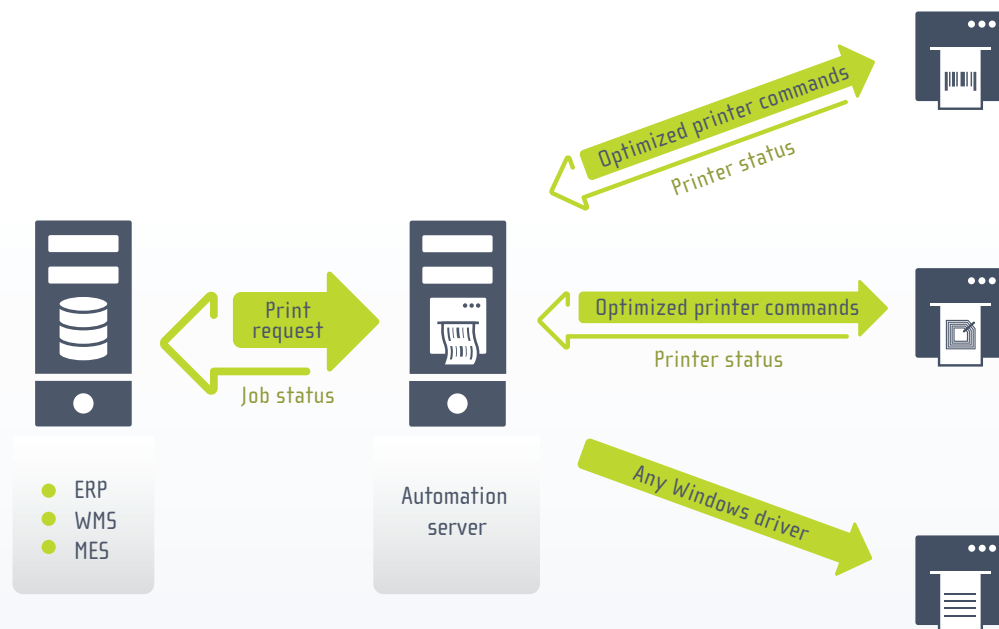 Optimized printer commands
Printer status
Print
request
Job status
Optimized printer commands
Printer status
Any Windows driver
ERP
WMS
MES
Automation
server